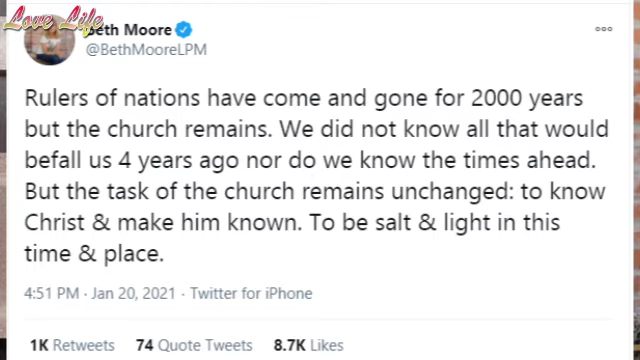 Love Life
Beth Moore
@BethMooreLPM
Rulers of nations have come and gone for 2000 years
but the church remains. We did not know all that would
befall us 4 years ago nor do we know the times ahead.
But the task of the church remains unchanged: to know
Christ & make him known. To be salt & light in this
time & place.
4:51 PM · Jan 20, 2021 · Twitter for iPhone
1K Retweets 74 Quote Tweets 8.7K Likes